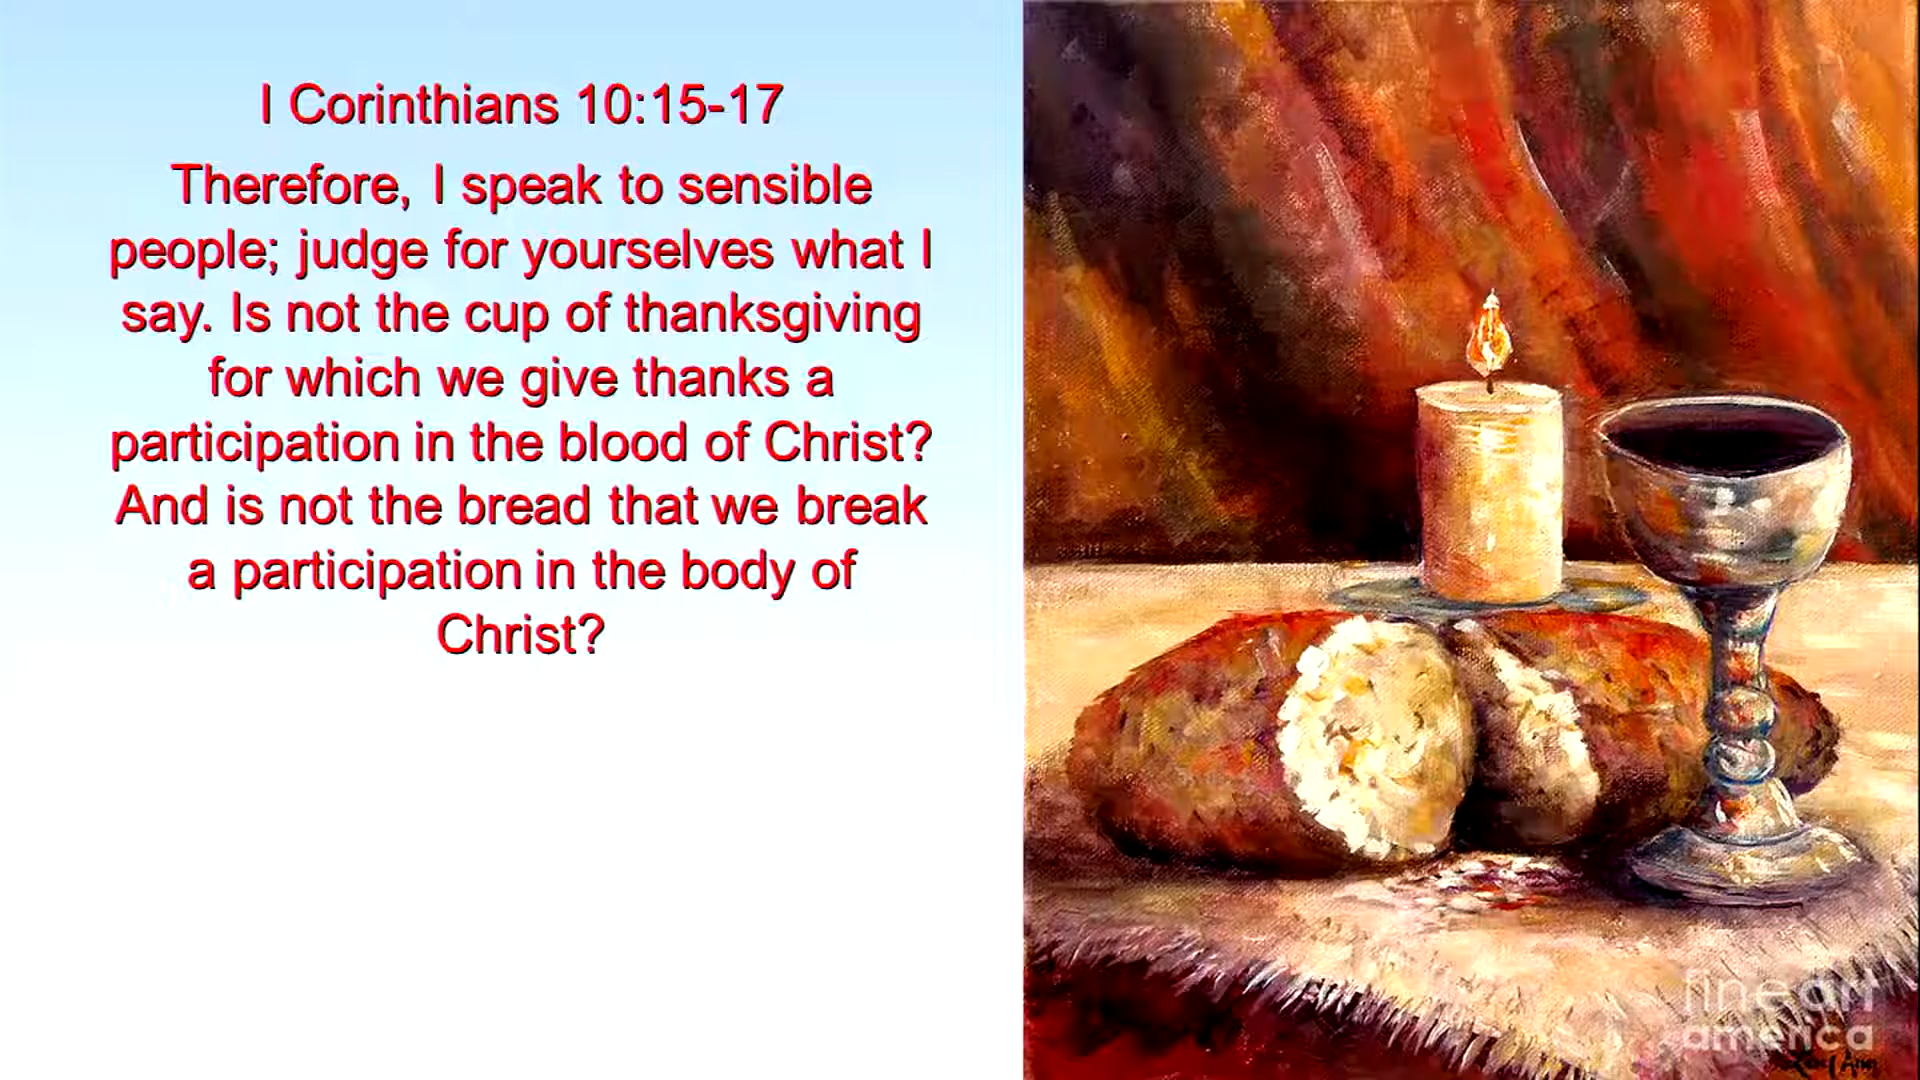 I Corinthians 10:15-17
Therefore, I speak to sensible
people; judge for yourselves what I
say. Is not the cup of thanksgiving
for which we give thanks a
participation in the blood of Christ?
And is not the bread that we break
a participation in the body of
Christ?
fine art
america